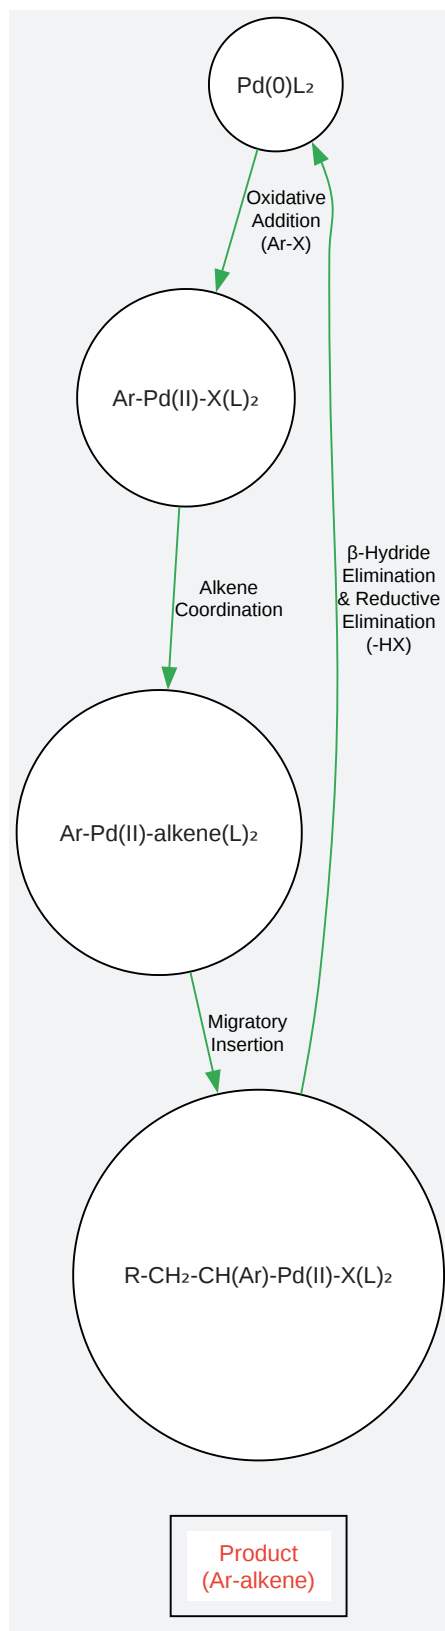 Pd(0)L₂
Oxidative
Addition
(Ar-X)
Ar-Pd(II)-X(L)₂
Alkene
Coordination
β-Hydride
Elimination
& Reductive
Elimination
(-HX)
Ar-Pd(II)-alkene(L)₂
Migratory
Insertion
R-CH₂-CH(Ar)-Pd(II)-X(L)₂
Product
(Ar-alkene)